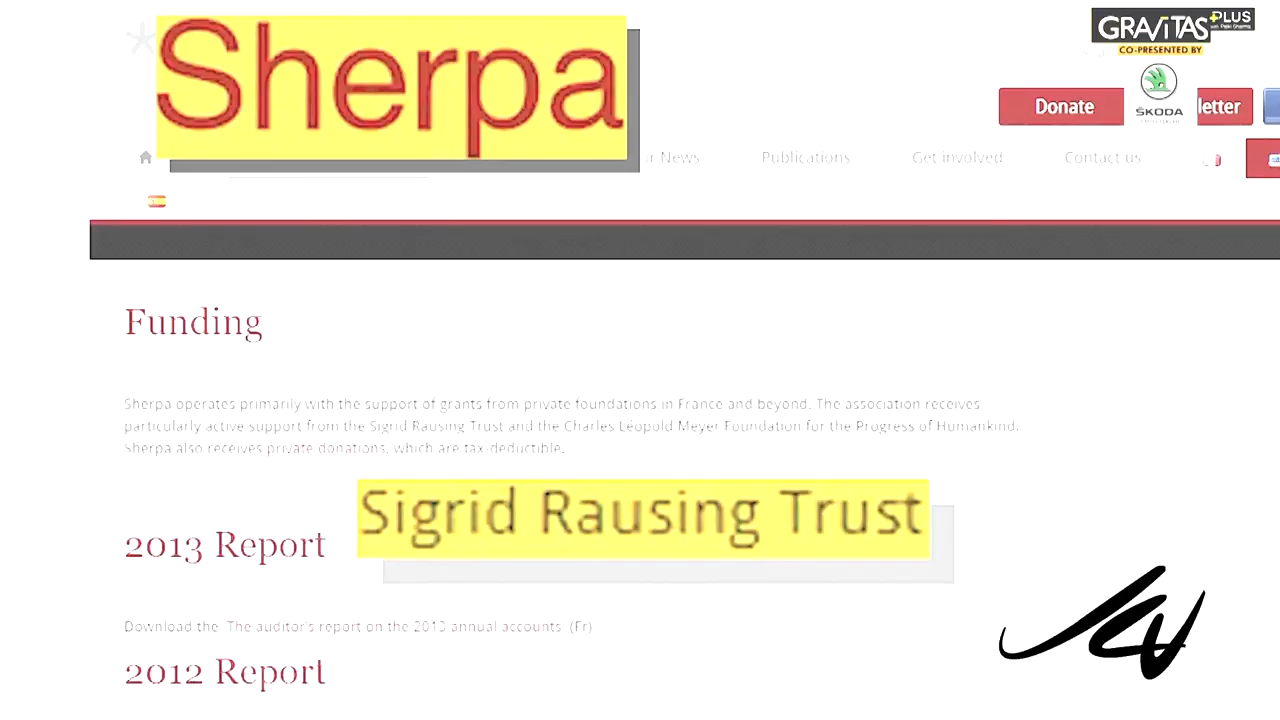 Sherpa
GRAVITAS PLUS
with Palki Sharma
CO-PRESENTED BY
ŠKODA
Donate
letter
r News
Publications
Get involved
Contact us
Funding
Sherpa operates primarily with the support of grants from private foundations in France and beyond. The association receives
particularly active support from the Sigrid Rausing Trust and the Charles Léopold Meyer Foundation for the Progress of Humankind.
Sherpa also receives private donations, which are tax-deductible.
Sigrid Rausing Trust
2013 Report
Download the The auditor's report on the 2013 annual accounts (Fr)
2012 Report